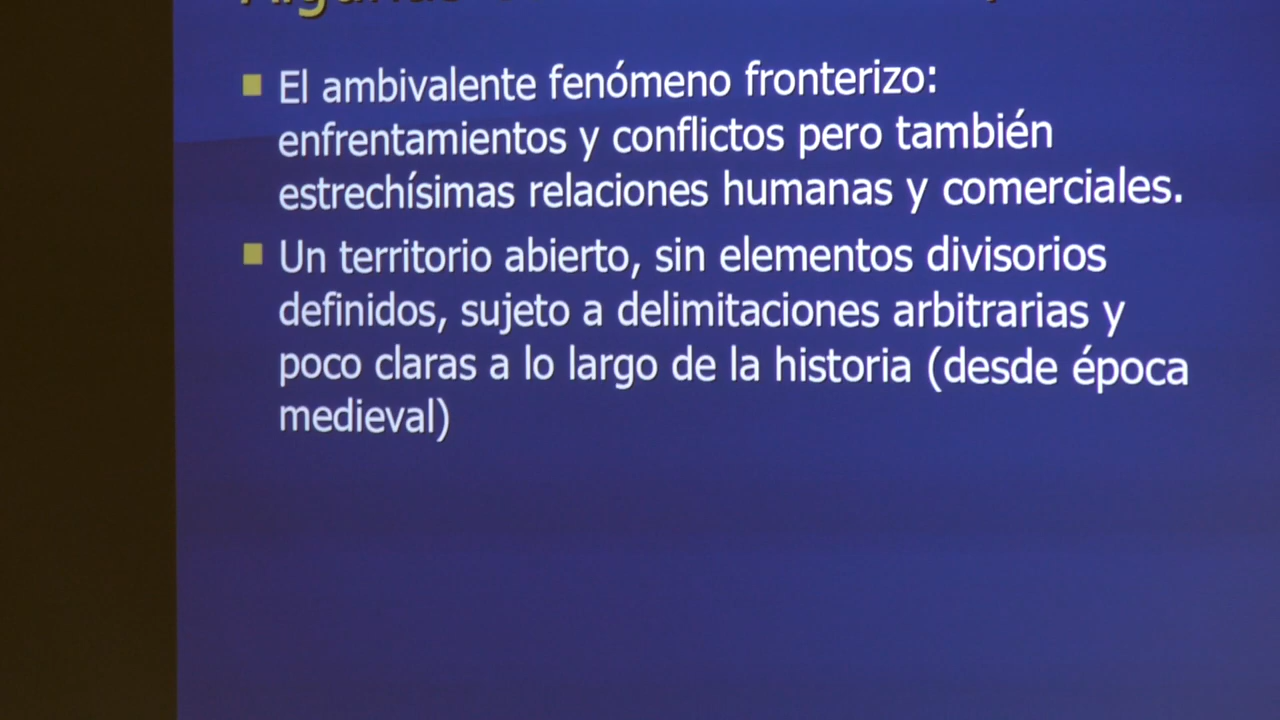 El ambivalente fenómeno fronterizo:
enfrentamientos y conflictos pero también
estrechísimas relaciones humanas y comerciales.
Un territorio abierto, sin elementos divisorios
definidos, sujeto a delimitaciones arbitrarias y
poco claras a lo largo de la historia (desde época
medieval)